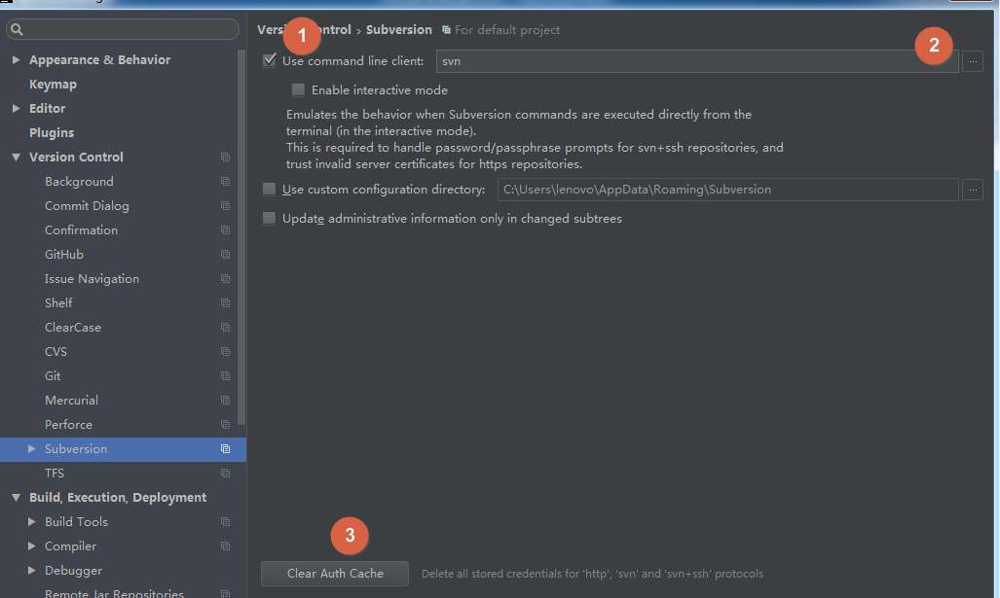 Vers ntrol › Subversion For default project
1
2
Appearance & Behavior
Keymap
Editor
Plugins
Version Control
Background
Commit Dialog
Confirmation
GitHub
Issue Navigation
Shelf
ClearCase
CVS
Git
Mercurial
Perforce
Subversion
TFS
Build, Execution, Deployment
Build Tools
Compiler
Debugger
Remote Jar Repositories
Use command line client: svn ...
Enable interactive mode
Emulates the behavior when Subversion commands are executed directly from the
terminal (in the interactive mode).
This is required to handle password/passphrase prompts for svn+ssh repositories, and
trust invalid server certificates for https repositories.
Use custom configuration directory: C:\Users\lenovo\AppData\Roaming\Subversion ...
Update administrative information only in changed subtrees
3
Clear Auth Cache Delete all stored credentials for 'http', 'svn' and 'svn+ssh' protocols